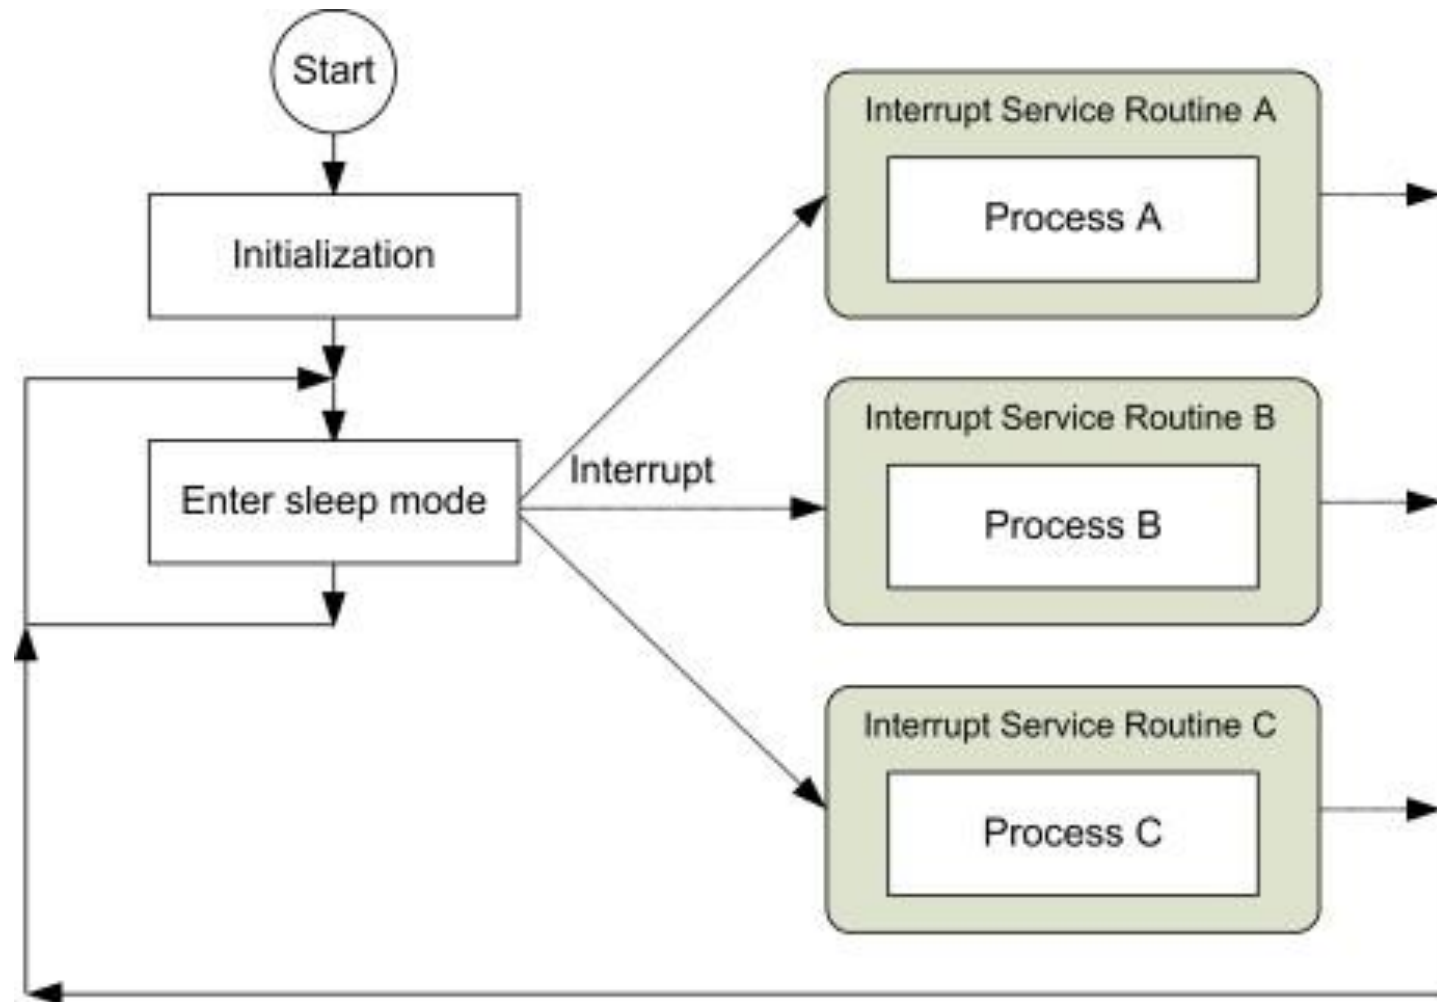 Start
Initialization
Enter sleep mode
Interrupt
Interrupt Service Routine A
Process A
Interrupt Service Routine B
Process B
Interrupt Service Routine C
Process C